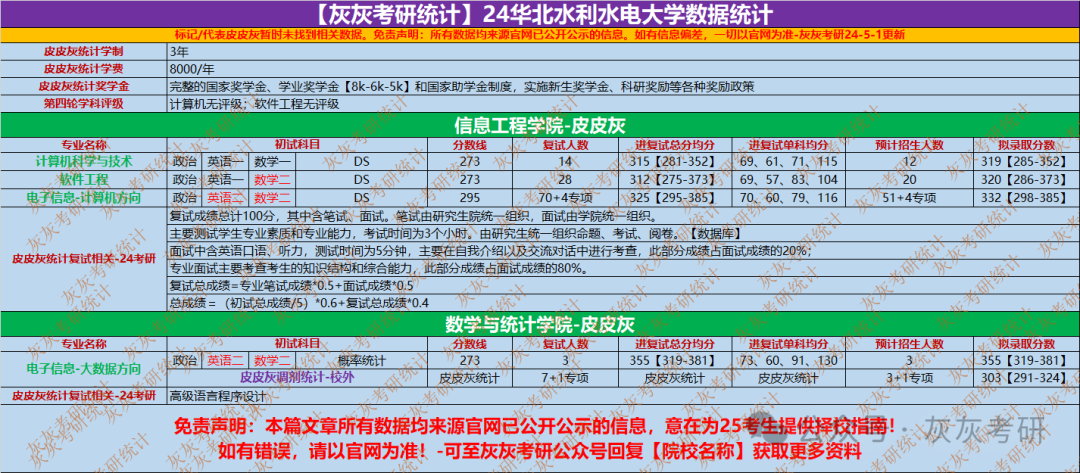 【灰灰考研统计】24华北水利水电大学数据统计
标记/代表皮皮灰暂时未找到相关数据。免责声明：所有数据均来源官网已公开公示的信息。如有信息偏差，一切以官网为准-灰灰考研24-5-1更新
皮皮灰统计学制 3年
皮皮灰统计学费 8000/年
皮皮灰统计奖学金 完整的国家奖学金、学业奖学金【8k-6k-5k】和国家助学金制度，实施新生奖学金、科研奖励等各种奖励政策
第四轮学科评级 计算机无评级；软件工程无评级
信息工程学院-皮皮灰
专业名称 初试科目 分数线 复试人数 进复试总分均分 进复试单科均分 预计招生人数 拟录取分数
计算机科学与技术 政治 英语一 数学一 DS 273 14 315【281-352】 69、61、71、115 12 319【285-352】
软件工程 政治 英语一 数学二 DS 273 28 312【275-373】 69、57、83、104 20 320【286-373】
电子信息-计算机方向 政治 英语二 数学二 DS 295 70+4专项 325【295-385】 70、60、79、116 51+4专项 332【298-385】
皮皮灰统计复试相关-24考研
复试成绩总计100分，其中含笔试、面试。笔试由研究生院统一组织，面试由学院统一组织。
主要测试学生专业素质和专业能力，考试时间为3个小时。由研究生统一组织命题、考试、阅卷。【数据库】
面试中含英语口语、听力，测试时间为5分钟，主要在自我介绍以及交流对话中进行考查，此部分成绩占面试成绩的20%；
专业面试主要考查考生的知识结构和综合能力，此部分成绩占面试成绩的80%。
复试总成绩=专业笔试成绩*0.5+面试成绩*0.5
总成绩＝（初试总成绩/5）*0.6+复试总成绩*0.4
数学与统计学院-皮皮灰
专业名称 初试科目 分数线 复试人数 进复试总分均分 进复试单科均分 预计招生人数 拟录取分数
电子信息-大数据方向 政治 英语二 数学二 概率统计 273 3 355【319-381】 73、60、91、130 3 355【319-381】
皮皮灰调剂统计-校外 皮皮灰统计 7+1专项 皮皮灰统计 皮皮灰统计 3+1专项 303【291-324】
皮皮灰统计复试相关-24考研 高级语言程序设计
免责声明：本篇文章所有数据均来源官网已公开公示的信息，意在为25考生提供择校指南！
如有错误，请以官网为准！-可至灰灰考研公众号回复【院校名称】获取更多资料
公众号 · 灰灰考研